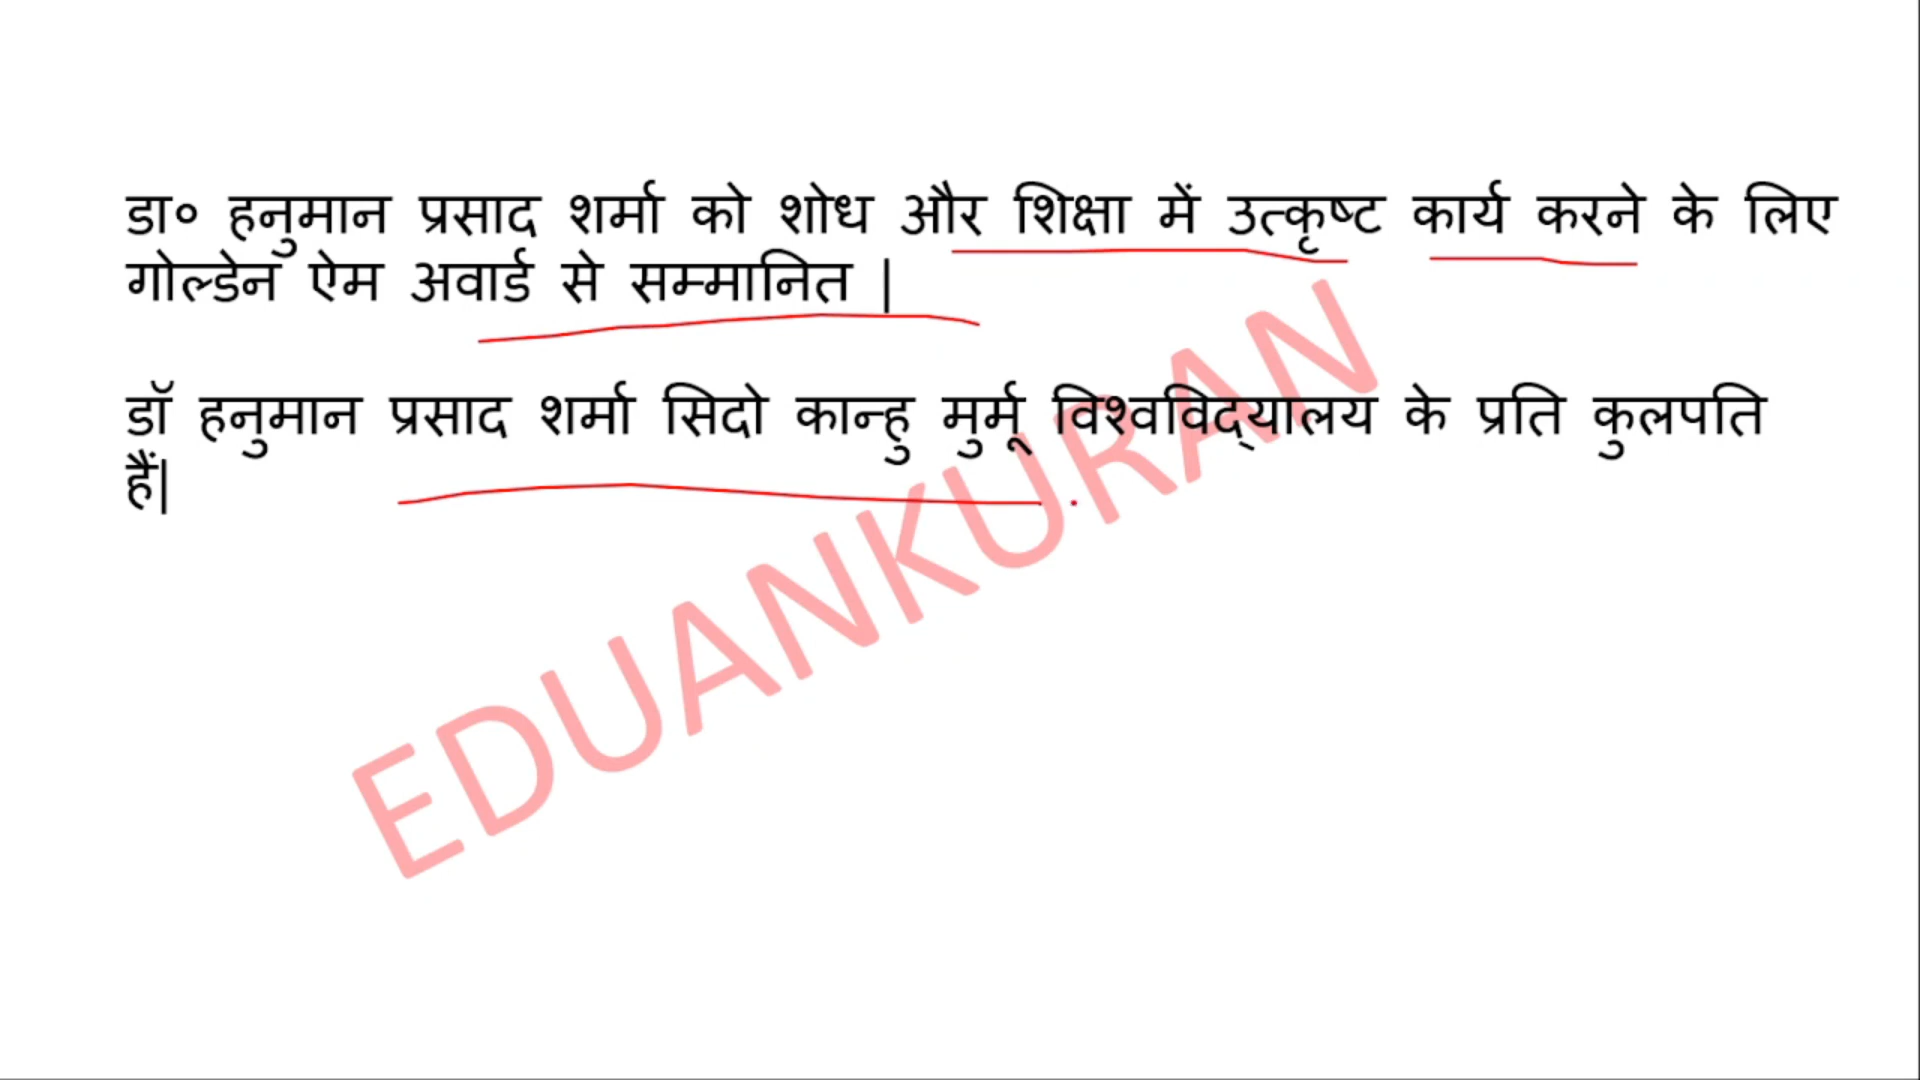 डा० हनुमान प्रसाद शर्मा को शोध और शिक्षा में उत्कृष्ट कार्य करने के लिए
गोल्डेन ऐम अवार्ड से सम्मानित |
डॉ हनुमान प्रसाद शर्मा सिदो कान्हु मुर्मू विश्वविद्यालय के प्रति कुलपति
हैं|
EDUANKURAN